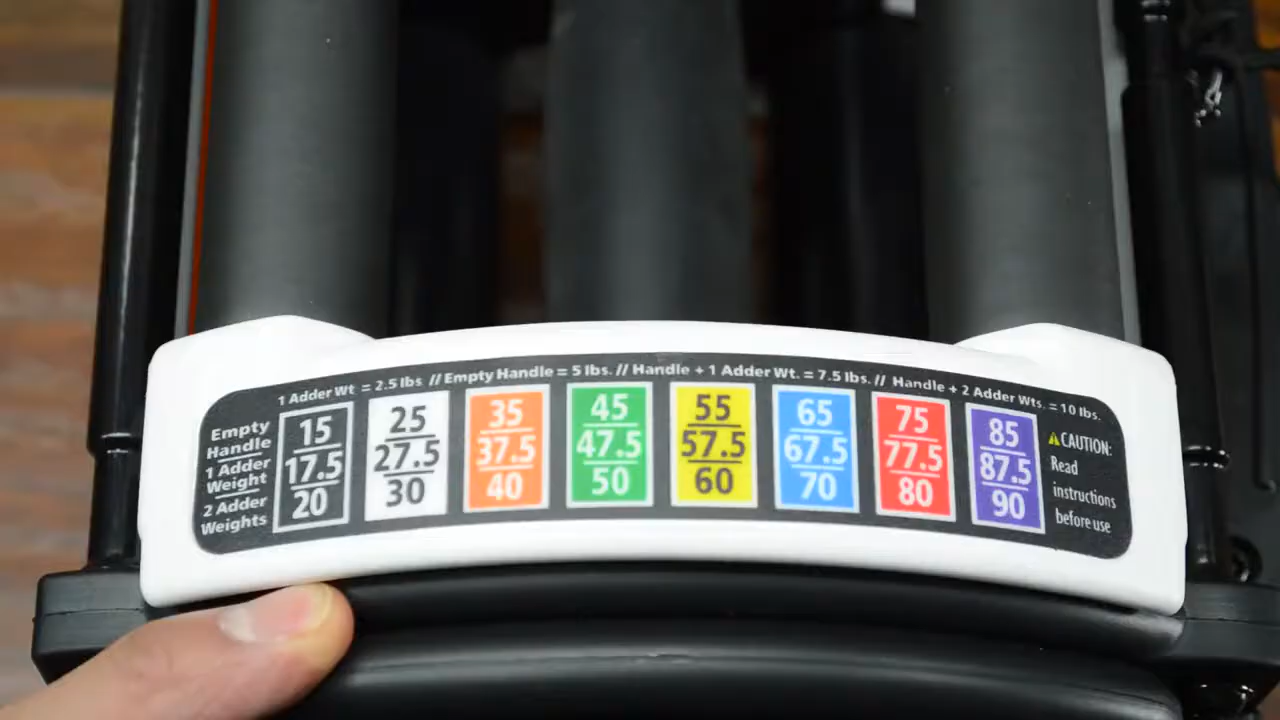 1 Adder Wt = 2.5 lbs. // Empty Handle = 5 lbs. // Handle + 1 Adder Wt. = 7.5 lbs. // Handle + 2 Adder Wts. = 10 lbs.
Empty
Handle
1 Adder
Weight
2 Adder
Weights
15
17.5
20
25
27.5
30
35
37.5
40
45
47.5
50
55
57.5
60
65
67.5
70
75
77.5
80
85
87.5
90
CAUTION:
Read
instructions
before use